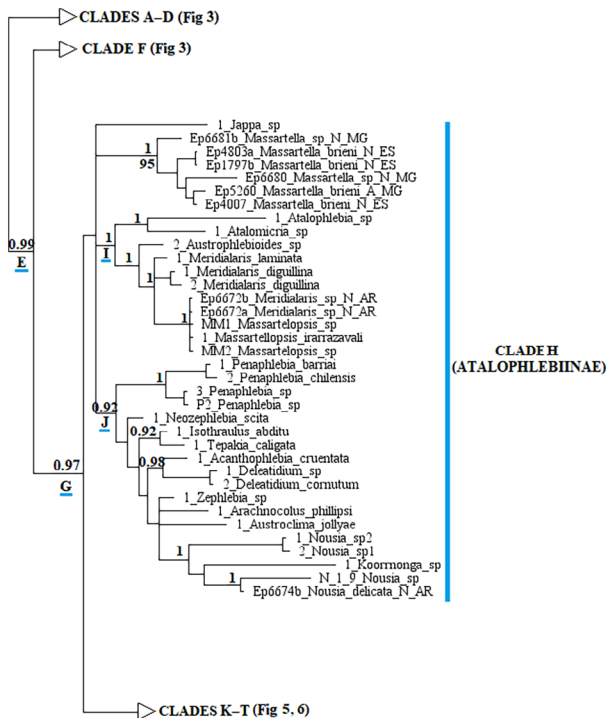 CLADES A–D (Fig 3)
CLADE F (Fig 3)
1_Jappa_sp
1
Ep6681b_Massartella_sp_N_MG
Ep4803a_Massartella_brieni_N_ES
95
Ep1797b_Massartella_brieni_N_ES
Ep6680_Massartella_sp_N_MG
Ep5260_Massartella_brieni_A_MG
Ep4007_Massartella_brieni_N_ES
1
1_Atalophlebia_sp
1_Atalomicria_sp
0.99
E
1
I
2_Austrophlebioides_sp
1
1_Meridialaris_laminata
1
1_Meridialaris_diguillina
2_Meridialaris_diguillina
Ep6672b_Meridialaris_sp_N_AR
Ep6672a_Meridialaris_sp_N_AR
1
MM1_Massartelopsis_sp
1_Massartellopsis_irarrazavali
MM2_Massartelopsis_sp
CLADE H
(ATALOPHLEBIINAE)
1_Penaphlebia_barriai
1
2_Penaphlebia_chilensis
3_Penaphlebia_sp
P2_Penaphlebia_sp
0.92
J
1_Neozephlebia_scita
0.92
1_Isothraulus_abditu
1_Tepakia_caligata
1_Acanthophlebia_cruentata
0.98
1_Deleatidium_sp
2_Deleatidium_cornutum
0.97
G
1_Zephlebia_sp
1_Arachnocolus_phillipsi
1_Austroclima_jollyae
1_Nousia_sp2
1
2_Nousia_sp1
1_Koorrnonga_sp
1
N_1_9_Nousia_sp
Ep6674b_Nousia_delicata_N_AR
CLADES K–T (Fig 5, 6)